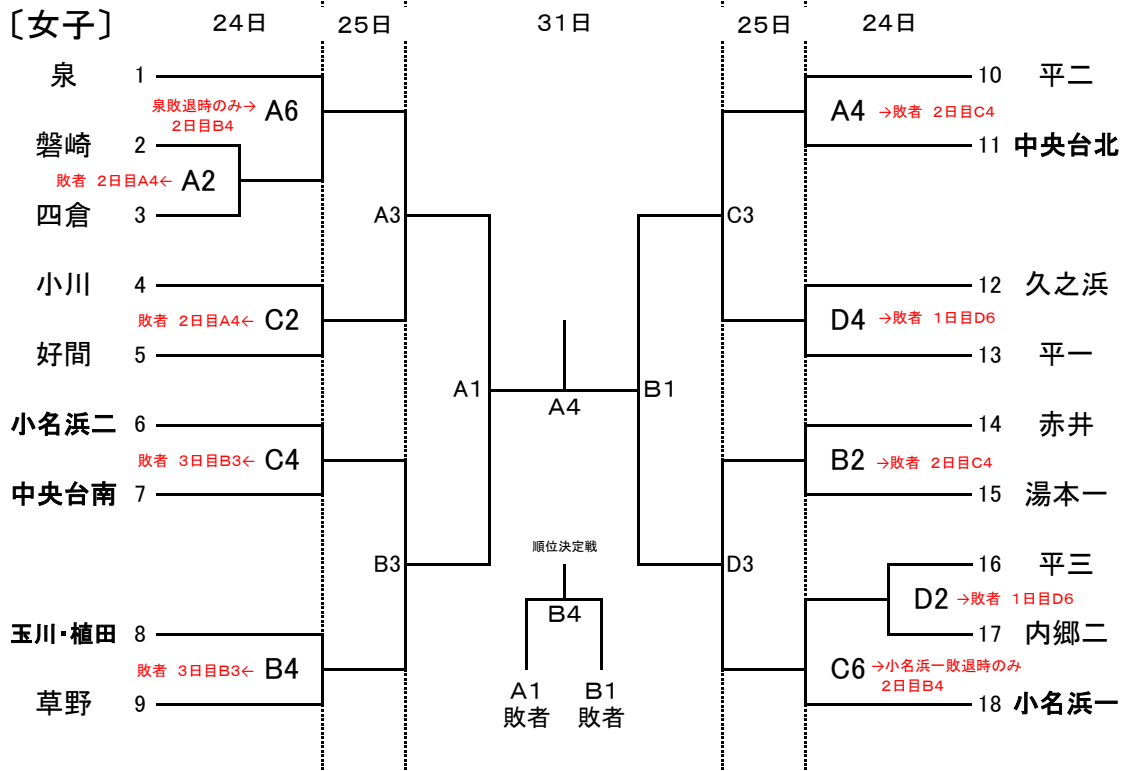 〔女子〕
24日 25日 31日 25日 24日
泉 1
泉敗退時のみ→ A6
2日目B4
磐崎 2
敗者 2日目A4← A2
四倉 3
A3
小川 4
敗者 2日目A4← C2
好間 5
A1
小名浜二 6
敗者 3日目B3← C4
中央台南 7
B3
玉川・植田 8
敗者 3日目B3← B4
草野 9
A4
順位決定戦
B4
A1 B1
敗者 敗者
10 平二
A4 →敗者 2日目C4
11 中央台北
C3
12 久之浜
D4 →敗者 1日目D6
13 平一
B1
14 赤井
B2 →敗者 2日目C4
15 湯本一
D3
16 平三
D2 →敗者 1日目D6
17 内郷二
C6 →小名浜一敗退時のみ
2日目B4
18 小名浜一